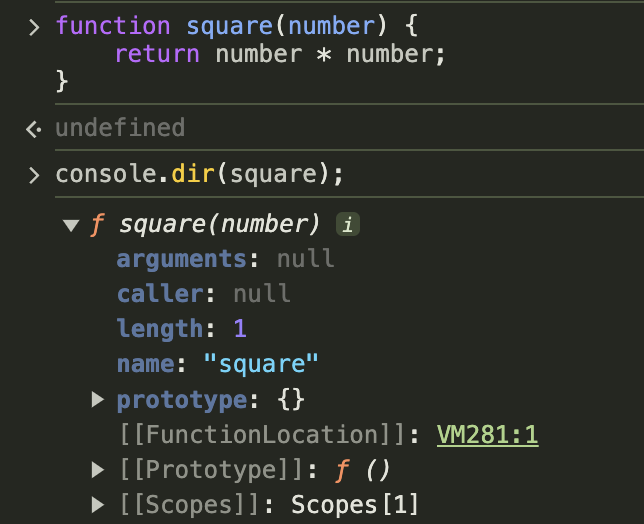 function square(number) {
    return number * number;
}
undefined
console.dir(square);
ƒ square(number) i
arguments: null
caller: null
length: 1
name: "square"
prototype: {}
[[FunctionLocation]]: VM281:1
[[Prototype]]: ƒ ()
[[Scopes]]: Scopes[1]